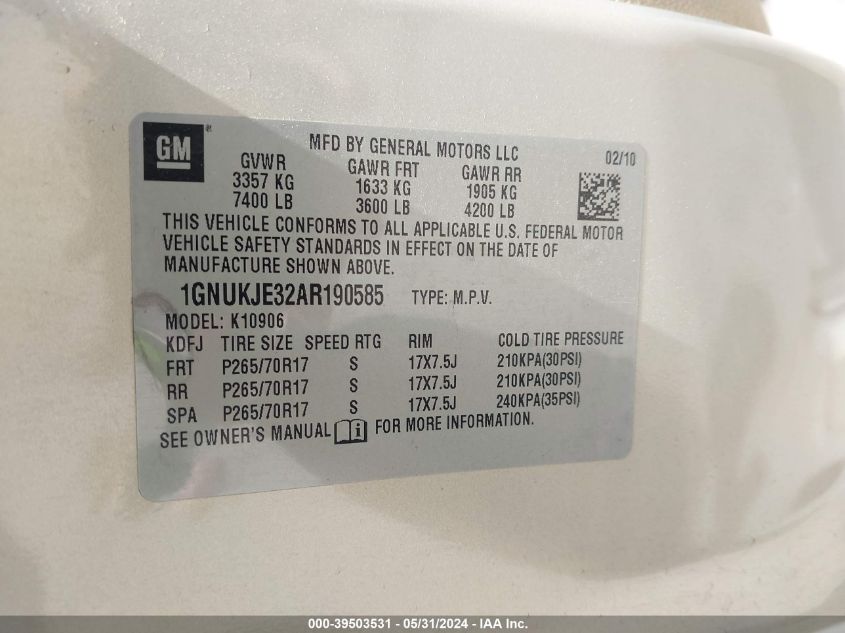 GM
MFD BY GENERAL MOTORS LLC 02/10
GVWR GAWR FRT GAWR RR
3357 KG 1633 KG 1905 KG
7400 LB 3600 LB 4200 LB
THIS VEHICLE CONFORMS TO ALL APPLICABLE U.S. FEDERAL MOTOR
VEHICLE SAFETY STANDARDS IN EFFECT ON THE DATE OF
MANUFACTURE SHOWN ABOVE.
1GNUKJE32AR190585 TYPE: M.P.V.
MODEL: K10906
KDFJ TIRE SIZE SPEED RTG RIM COLD TIRE PRESSURE
FRT P265/70R17 S 17X7.5J 210KPA(30PSI)
RR P265/70R17 S 17X7.5J 210KPA(30PSI)
SPA P265/70R17 S 17X7.5J 240KPA(35PSI)
SEE OWNER'S MANUAL FOR MORE INFORMATION.
000-39503531 - 05/31/2024 - IAA Inc.